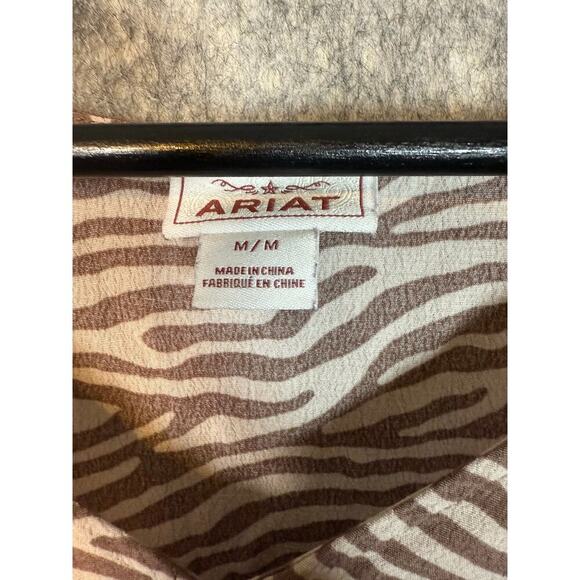 ARIAT
M/M
MADE IN CHINA
FABRIQUÉ EN CHINE